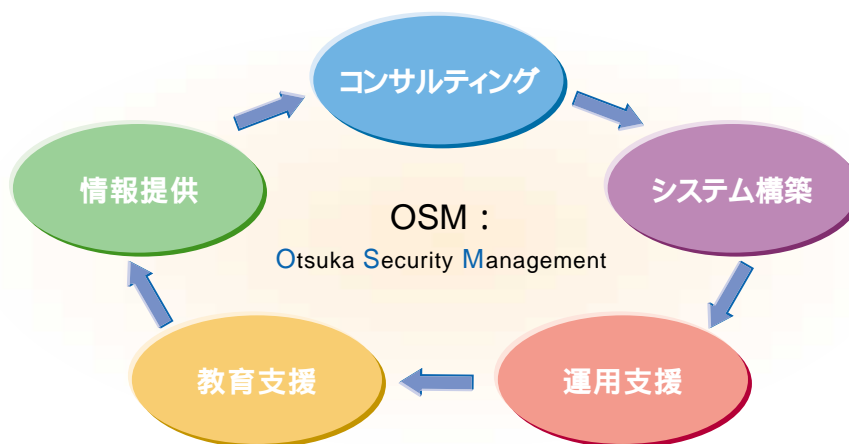 コンサルティング
情報提供
システム構築
OSM :
Otsuka Security Management
教育支援
運用支援